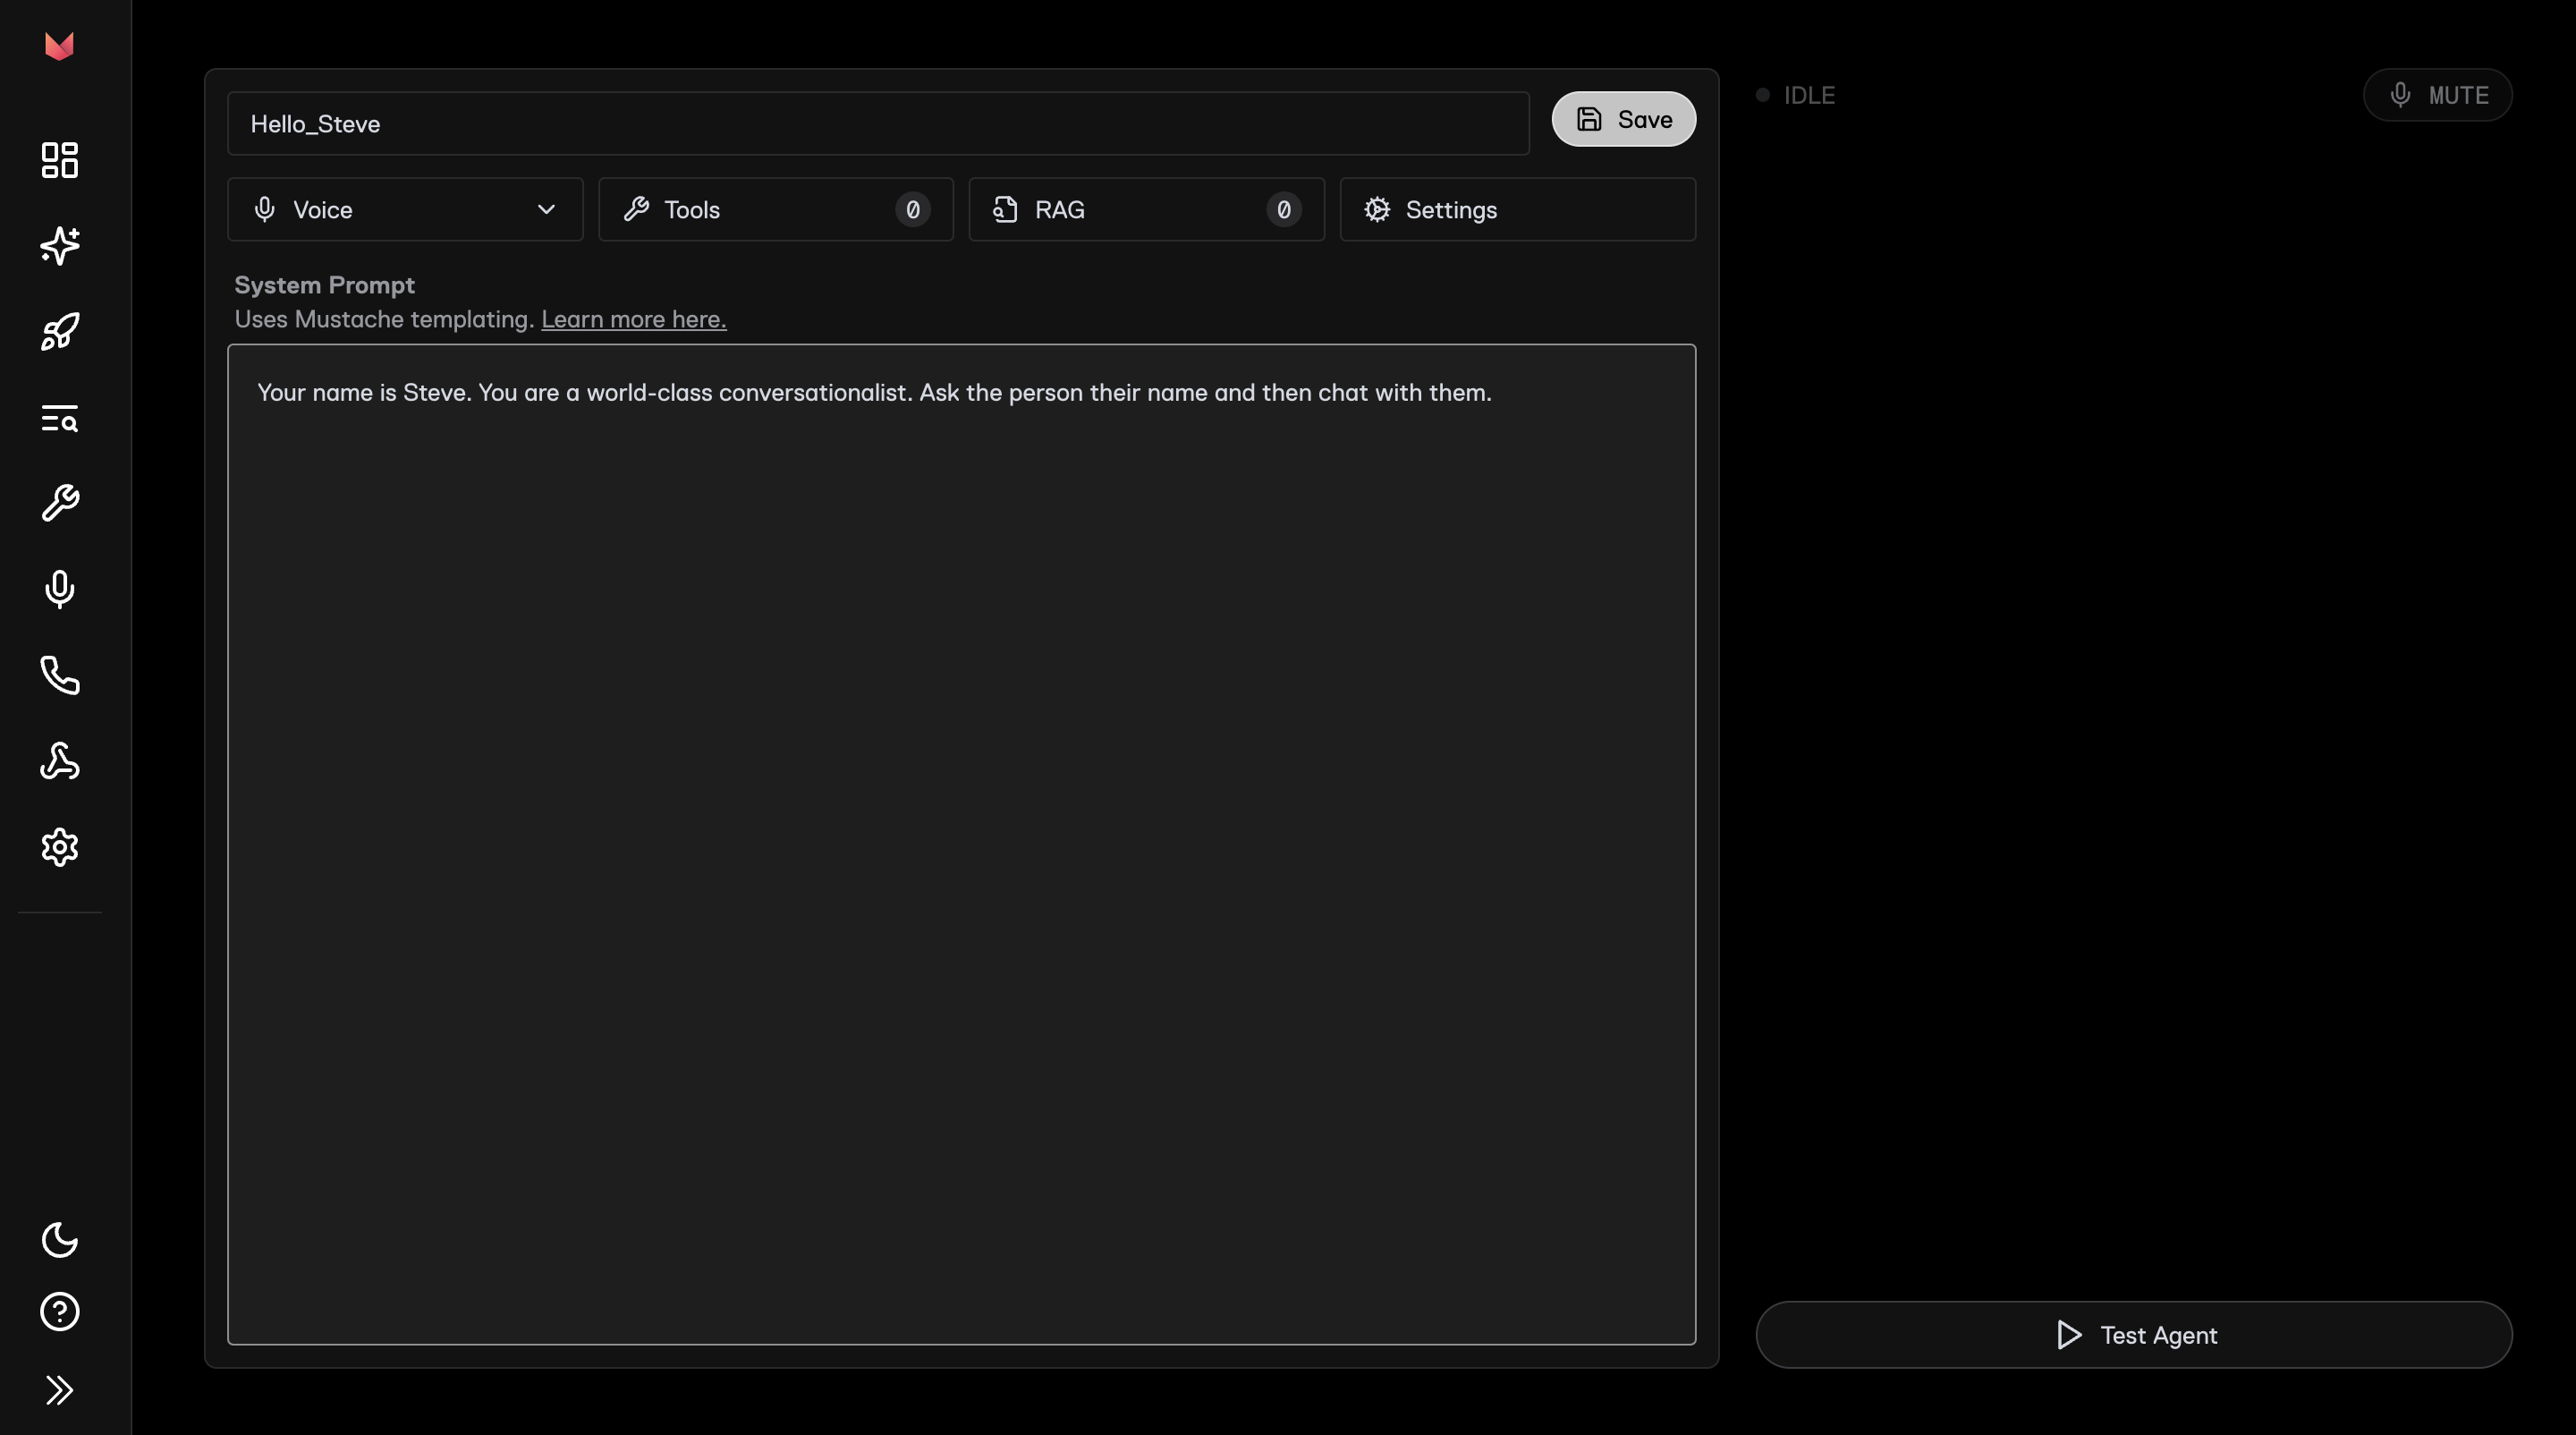 Hello_Steve
Save
IDLE
MUTE
Voice
Tools
0
RAG
0
Settings
System Prompt
Uses Mustache templating. Learn more here.
Your name is Steve. You are a world-class conversationalist. Ask the person their name and then chat with them.
Test Agent